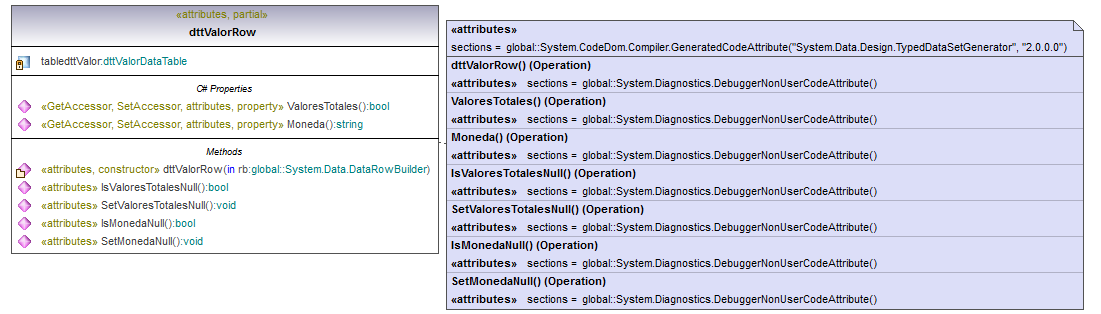 «attributes, partial»
dttValorRow
tabledttValor:dttValorDataTable
C# Properties
«GetAccessor, SetAccessor, attributes, property» ValoresTotales():bool
«GetAccessor, SetAccessor, attributes, property» Moneda():string
Methods
«attributes, constructor» dttValorRow(in rb:global::System.Data.DataRowBuilder)
«attributes» IsValoresTotalesNull():bool
«attributes» SetValoresTotalesNull():void
«attributes» IsMonedaNull():bool
«attributes» SetMonedaNull():void
«attributes»
sections = global::System.CodeDom.Compiler.GeneratedCodeAttribute("System.Data.Design.TypedDataSetGenerator", "2.0.0.0")
dttValorRow() (Operation)
«attributes» sections = global::System.Diagnostics.DebuggerNonUserCodeAttribute()
ValoresTotales() (Operation)
«attributes» sections = global::System.Diagnostics.DebuggerNonUserCodeAttribute()
Moneda() (Operation)
«attributes» sections = global::System.Diagnostics.DebuggerNonUserCodeAttribute()
IsValoresTotalesNull() (Operation)
«attributes» sections = global::System.Diagnostics.DebuggerNonUserCodeAttribute()
SetValoresTotalesNull() (Operation)
«attributes» sections = global::System.Diagnostics.DebuggerNonUserCodeAttribute()
IsMonedaNull() (Operation)
«attributes» sections = global::System.Diagnostics.DebuggerNonUserCodeAttribute()
SetMonedaNull() (Operation)
«attributes» sections = global::System.Diagnostics.DebuggerNonUserCodeAttribute()